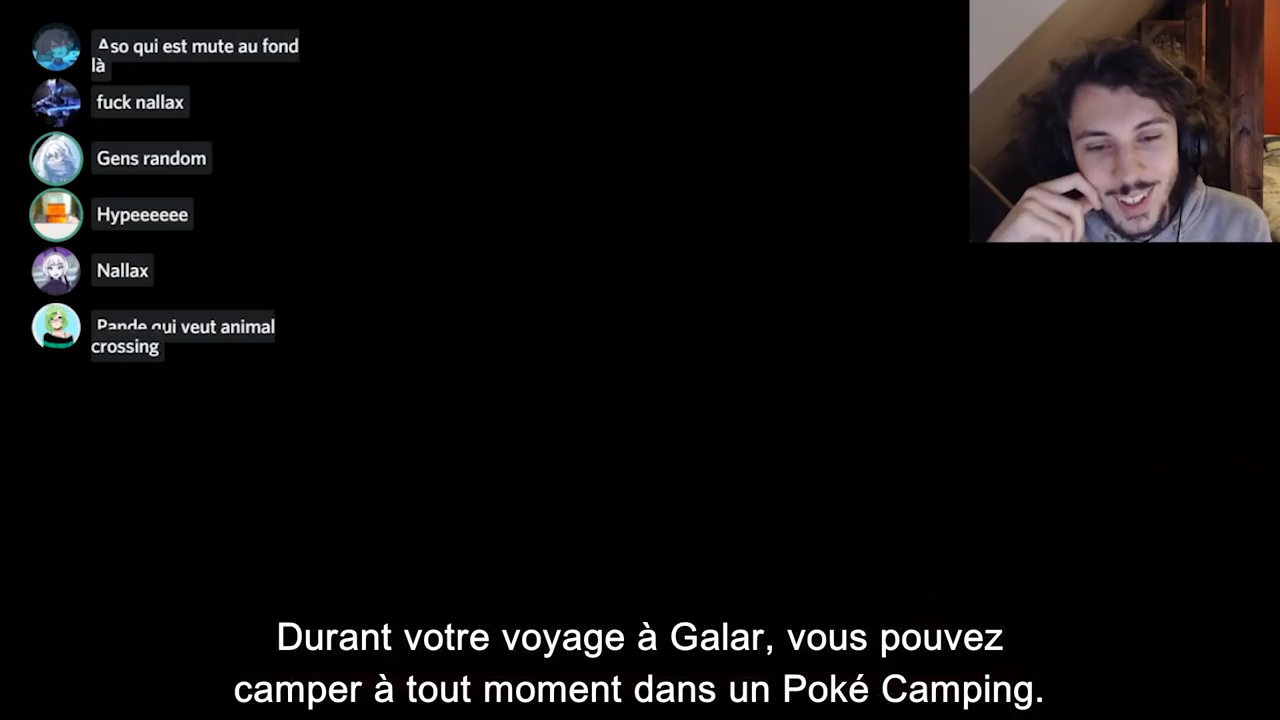 Aso qui est mute au fond
là
fuck nallax
Gens random
Hypeeeeee
Nallax
Pande qui veut animal
crossing
Durant votre voyage à Galar, vous pouvez
camper à tout moment dans un Poké Camping.